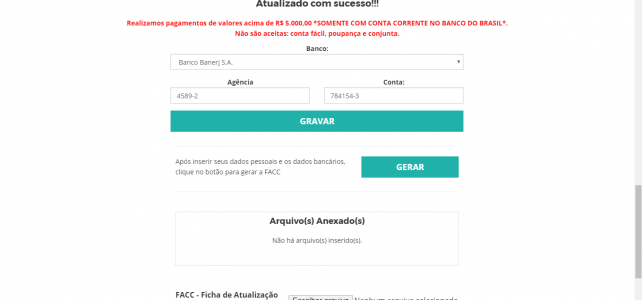 Atualizado com sucesso!!!
Realizamos pagamentos de valores acima de R$ 5.000,00 *SOMENTE COM CONTA CORRENTE NO BANCO DO BRASIL*.
Não são aceitas: conta fácil, poupança e conjunta.
Banco:
Banco Banerj S.A.
Agência Conta:
4589-2 784154-3
GRAVAR
Após inserir seus dados pessoais e os dados bancários,
clique no botão para gerar a FACC
GERAR
Arquivo(s) Anexado(s)
Não há arquivo(s) inserido(s).
FACC - Ficha de Atualização
Escolher arquivo Nenhum arquivo selecionado